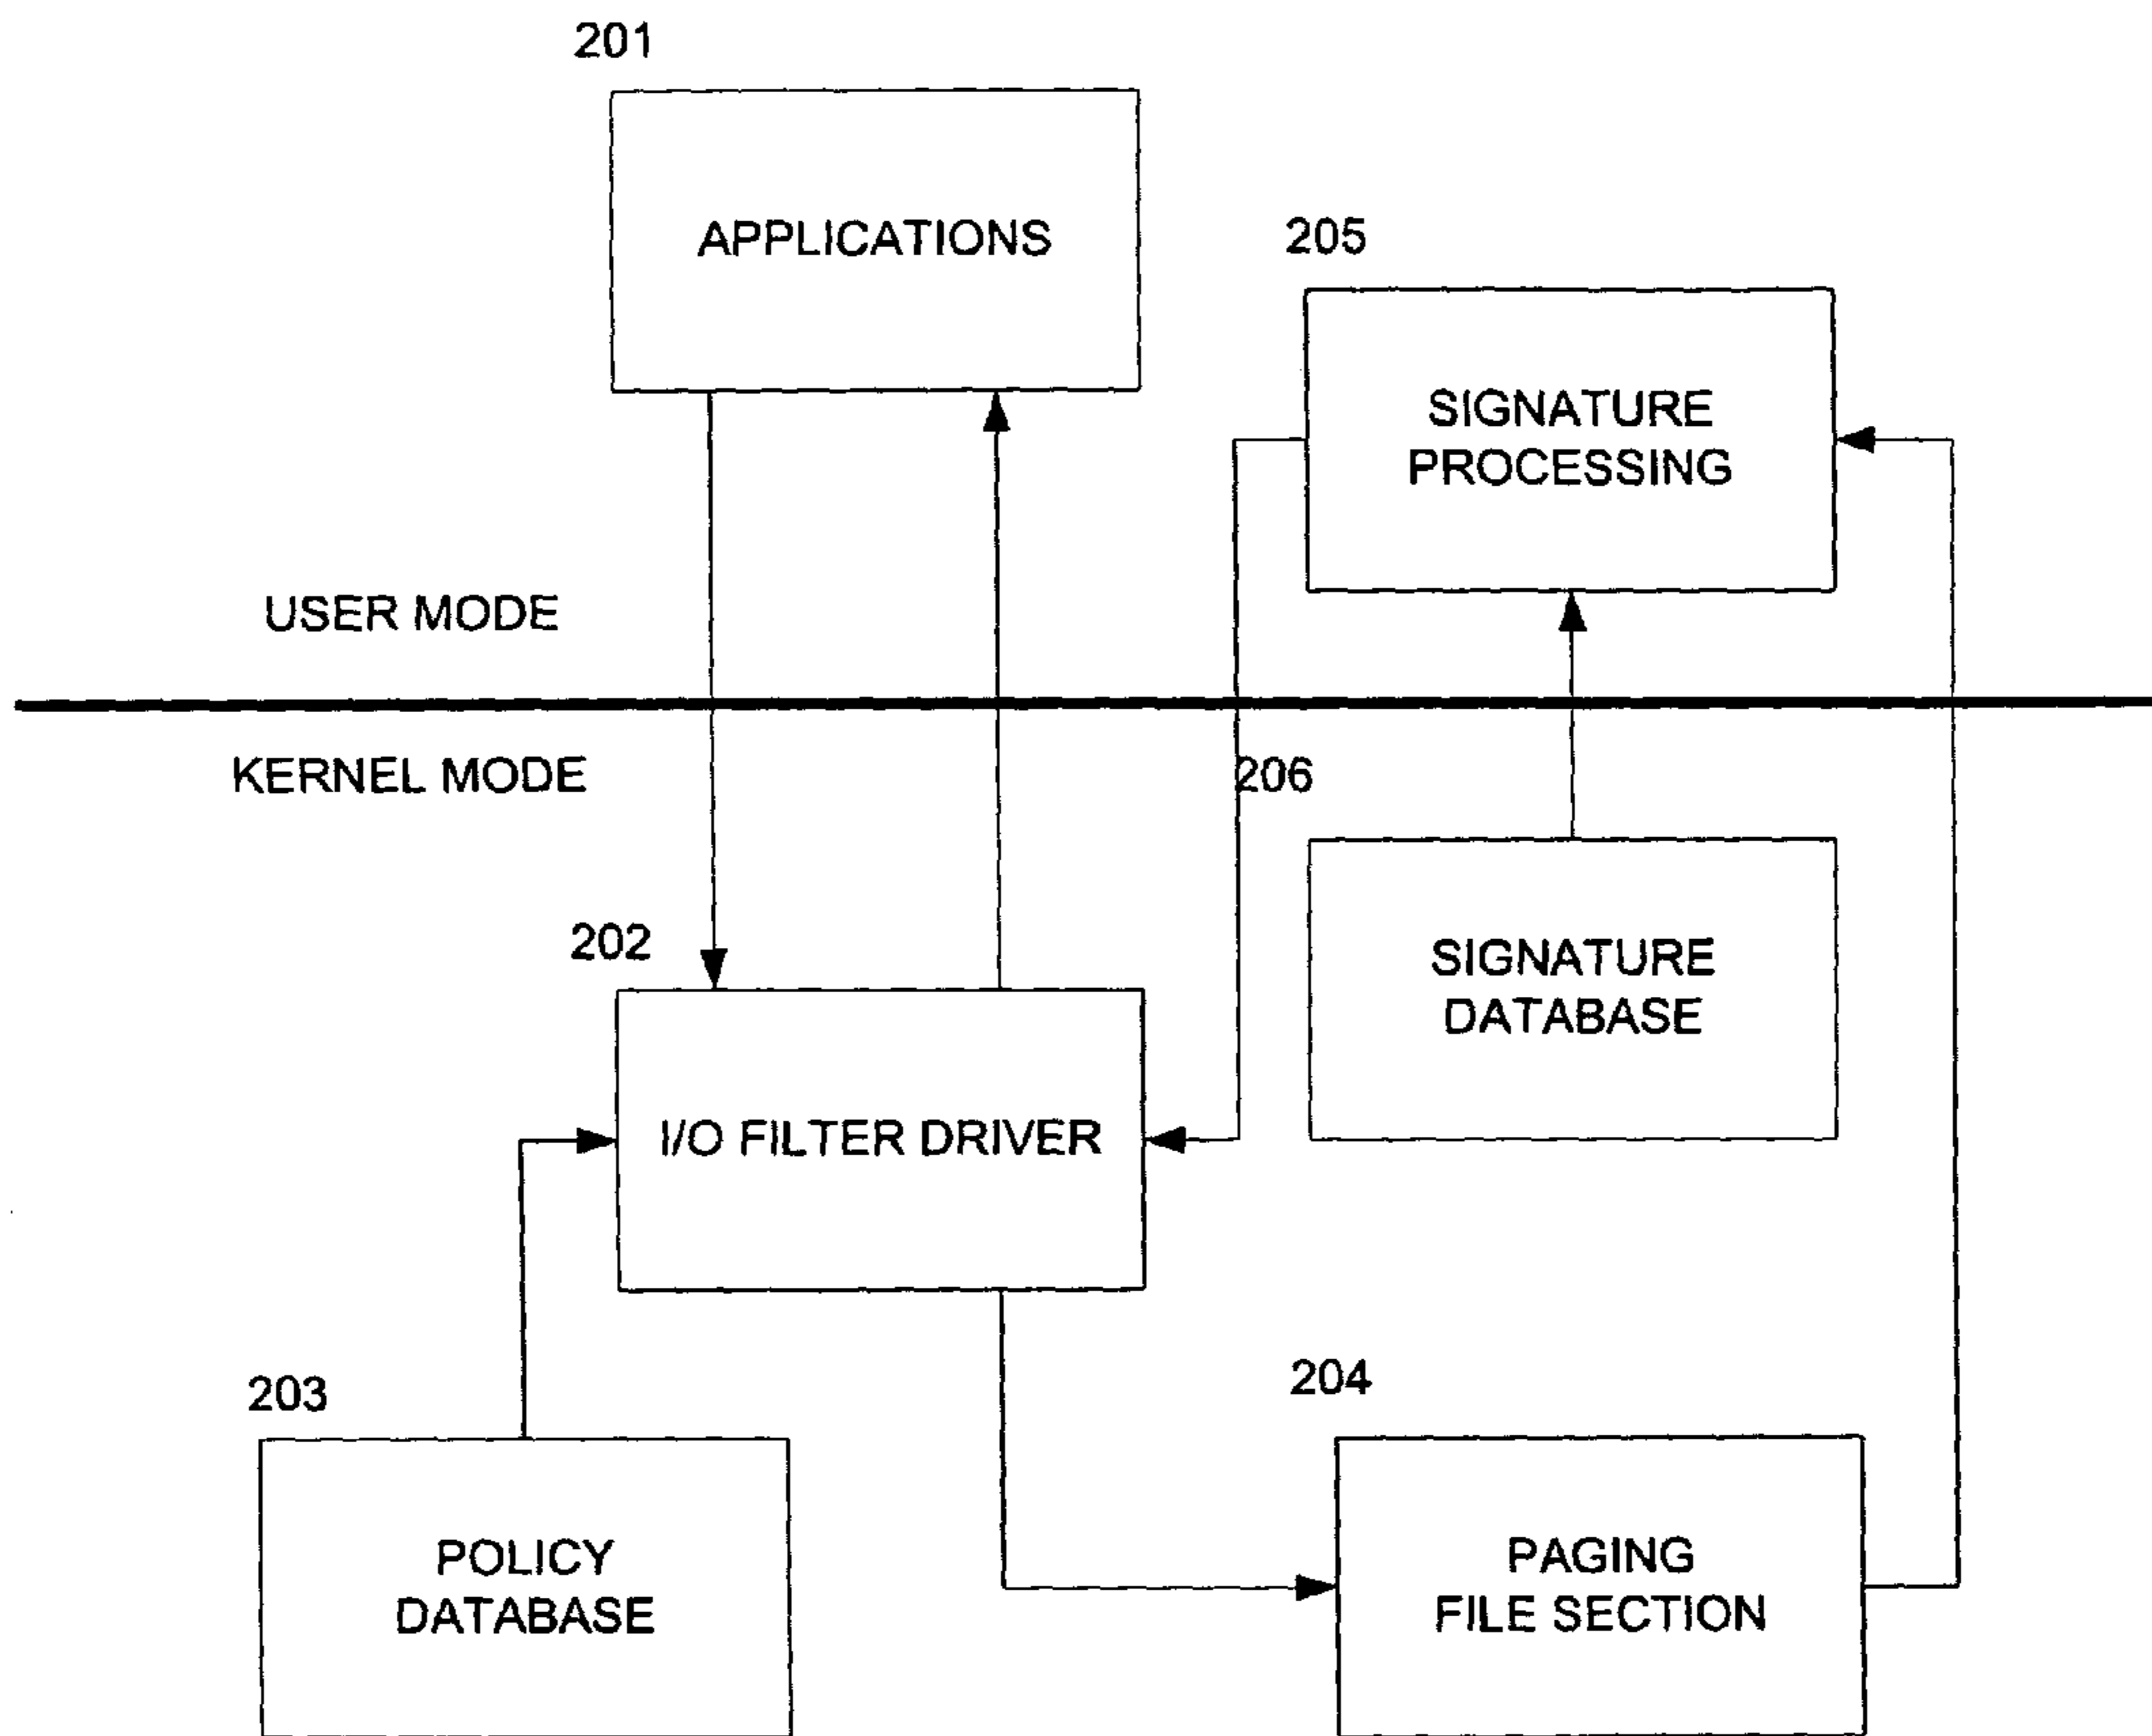 201
APPLICATIONS
205
SIGNATURE
PROCESSING
USER MODE
KERNEL MODE
206
202
SIGNATURE
DATABASE
I/O FILTER DRIVER
203
204
POLICY
DATABASE
PAGING
FILE SECTION